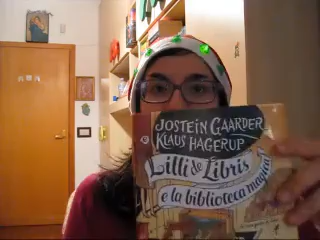 JOSTEIN GAARDER
KLAUS HAGERUP
Lilli de Libris
e la biblioteca magica